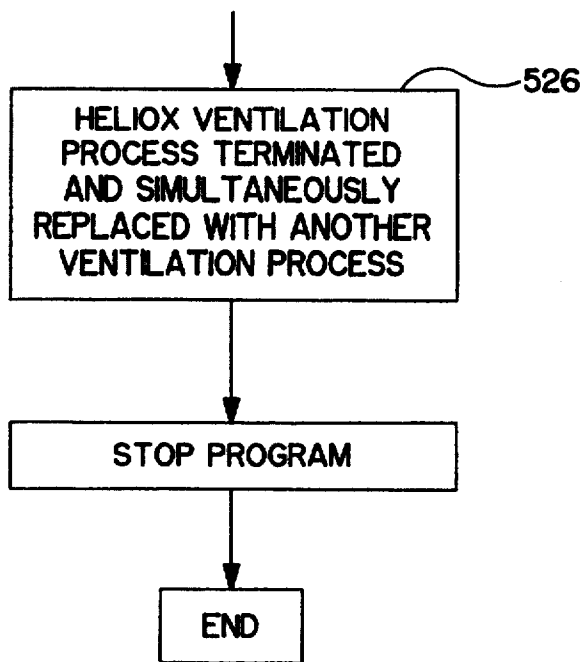 526
HELIOX VENTILATION
PROCESS TERMINATED
AND SIMULTANEOUSLY
REPLACED WITH ANOTHER
VENTILATION PROCESS
STOP PROGRAM
END